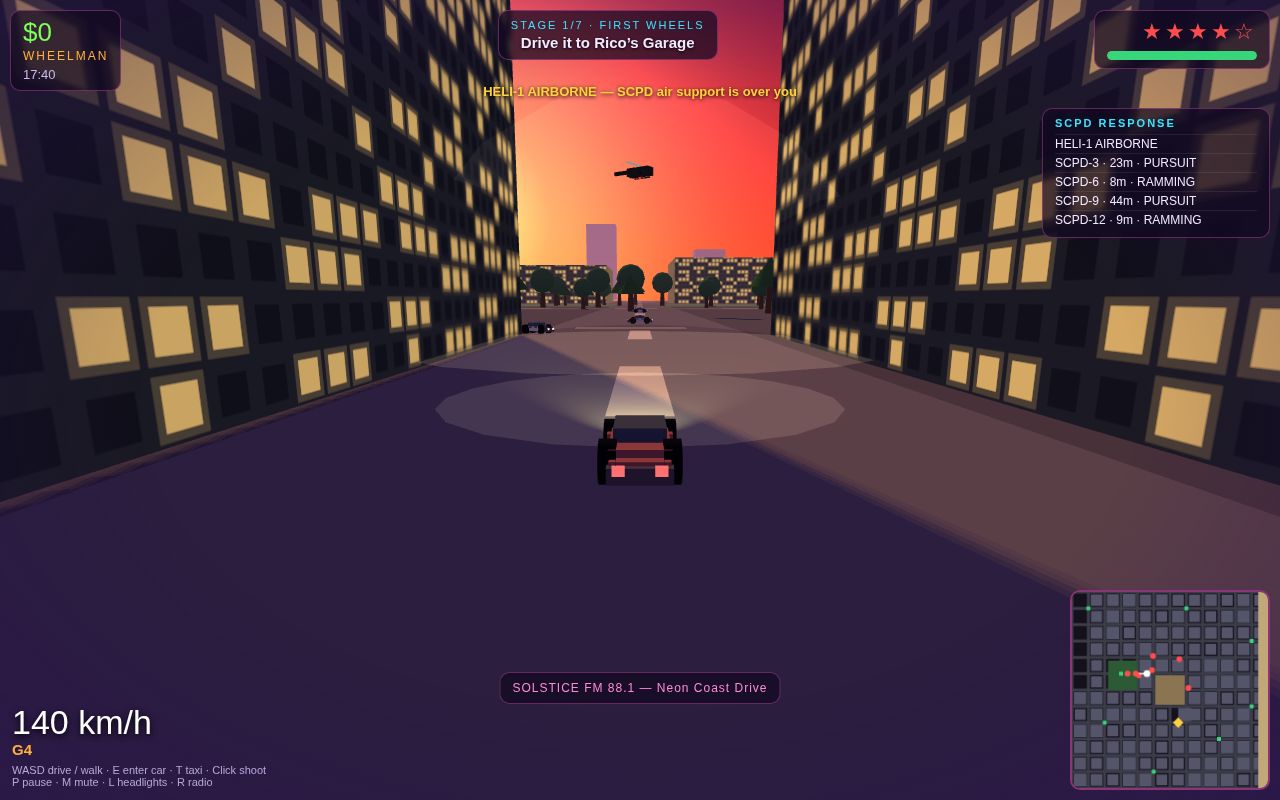 $0
WHEELMAN
17:40
STAGE 1/7 · FIRST WHEELS
Drive it to Rico's Garage
HELI-1 AIRBORNE — SCPD air support is over you
★★★★☆
SCPD RESPONSE
HELI-1 AIRBORNE
SCPD-3 · 23m · PURSUIT
SCPD-6 · 8m · RAMMING
SCPD-9 · 44m · PURSUIT
SCPD-12 · 9m · RAMMING
SOLSTICE FM 88.1 — Neon Coast Drive
140 km/h
G4
WASD drive / walk · E enter car · T taxi · Click shoot
P pause · M mute · L headlights · R radio